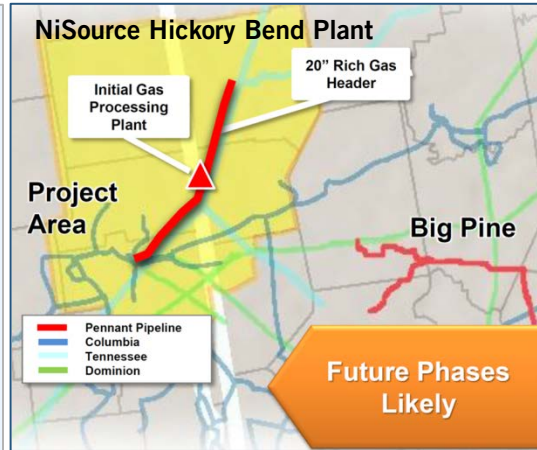 NiSource Hickory Bend Plant
20” Rich Gas
Header
Initial Gas
Processing
Plant
Project
Area
Big Pine
Pennant Pipeline
Columbia
Tennessee
Dominion
Future Phases
Likely